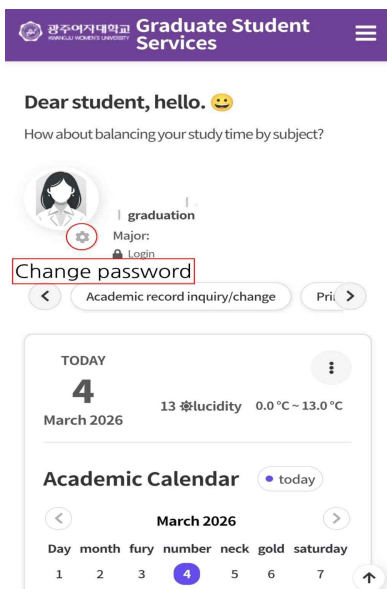 광주여자대학교 Graduate Student
KWANGJU WOMEN'S UNIVERSITY Services
Dear student, hello. 😀
How about balancing your study time by subject?
graduation
Major:
Login
Change password
Academic record inquiry/change
Pri
TODAY
4
March 2026
13 lucidity 0.0 °C ~ 13.0 °C
Academic Calendar
today
March 2026
Day month fury number neck gold saturday
1 2 3 4 5 6 7